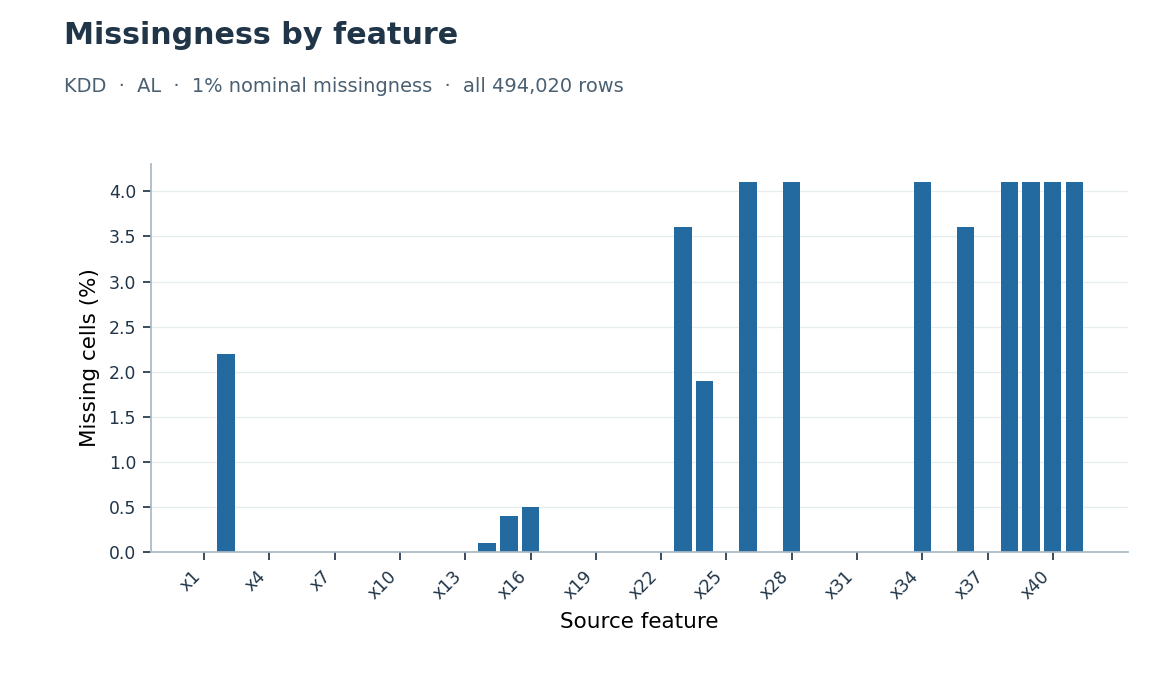 Missingness by feature
KDD · AL · 1% nominal missingness · all 494,020 rows
Missing cells (%)
4.0
3.5
3.0
2.5
2.0
1.5
1.0
0.5
0.0
x1 x4 x7 x10 x13 x16 x19 x22 x25 x28 x31 x34 x37 x40
Source feature